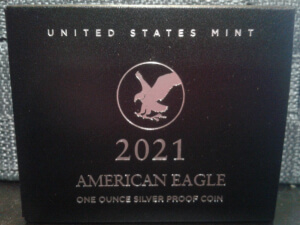 UNITED STATES MINT
2021
AMERICAN EAGLE
ONE OUNCE SILVER PROOF COIN